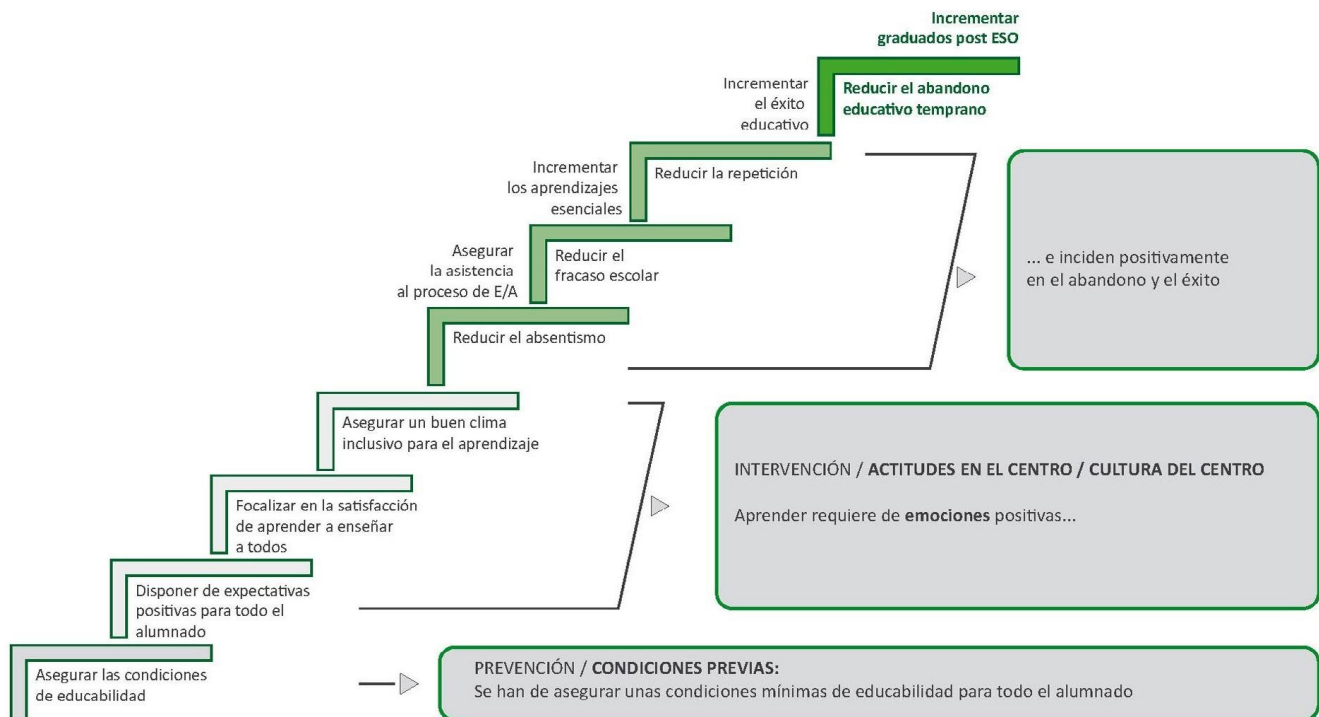 Incrementar
graduados post ESO
Reducir el abandono
educativo temprano
Incrementar
el éxito
educativo
Reducir la repetición
Incrementar
los aprendizajes
esenciales
Reducir el
fracaso escolar
Asegurar
la asistencia
al proceso de E/A
Reducir el absentismo
... e inciden positivamente
en el abandono y el éxito
Asegurar un buen clima
inclusivo para el aprendizaje
Focalizar en la satisfacción
de aprender a enseñar
a todos
Disponer de expectativas
positivas para todo el
alumnado
INTERVENCIÓN / ACTITUDES EN EL CENTRO / CULTURA DEL CENTRO
Aprender requiere de emociones positivas...
Asegurar las condiciones
de educabilidad
PREVENCIÓN / CONDICIONES PREVIAS:
Se han de asegurar unas condiciones mínimas de educabilidad para todo el alumnado